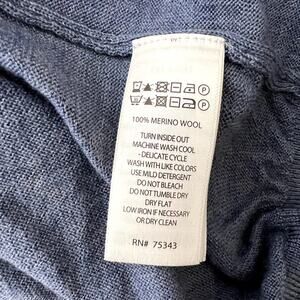 100% MERINO WOOL
TURN INSIDE OUT
MACHINE WASH COOL
- DELICATE CYCLE
WASH WITH LIKE COLORS
USE MILD DETERGENT
DO NOT BLEACH
DO NOT TUMBLE DRY
DRY FLAT
LOW IRON IF NECESSARY
OR DRY CLEAN
RN# 75343